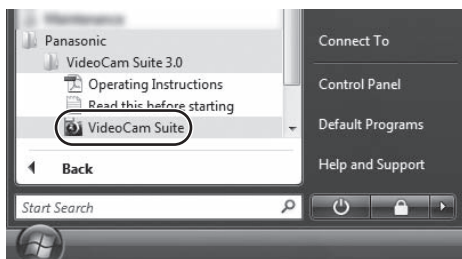 Maintenance
Panasonic
VideoCam Suite 3.0
Operating Instructions
Read this before starting
VideoCam Suite
Back
Start Search
Connect To
Control Panel
Default Programs
Help and Support